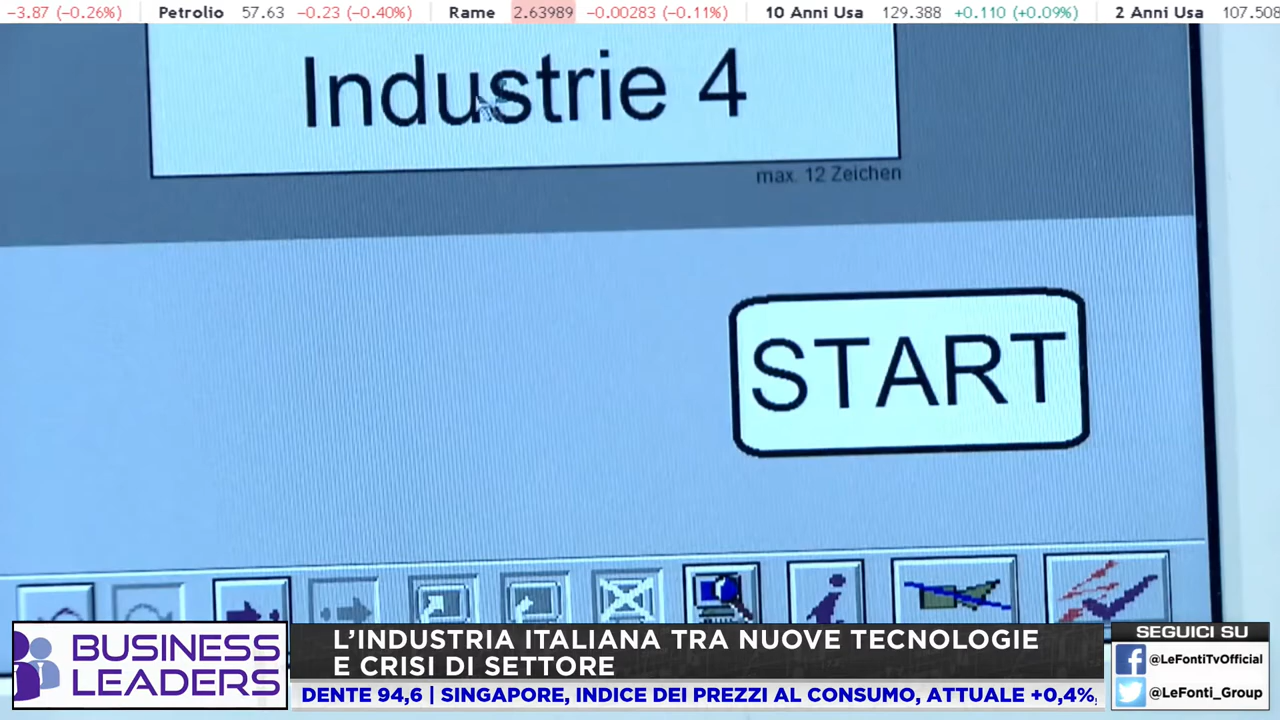 -3.87 (-0.26%) Petrolio 57.63 -0.23 (-0.40%) Rame 2.63989 -0.00283 (-0.11%) 10 Anni Usa 129.388 +0.110 (+0.09%) 2 Anni Usa 107.508
Industrie 4
max. 12 Zeichen
START
BUSINESS
LEADERS
L'INDUSTRIA ITALIANA TRA NUOVE TECNOLOGIE
E CRISI DI SETTORE
DENTE 94,6 | SINGAPORE, INDICE DEI PREZZI AL CONSUMO, ATTUALE +0,4%,
SEGUICI SU
@LeFontiTvOfficial
@LeFonti_Group